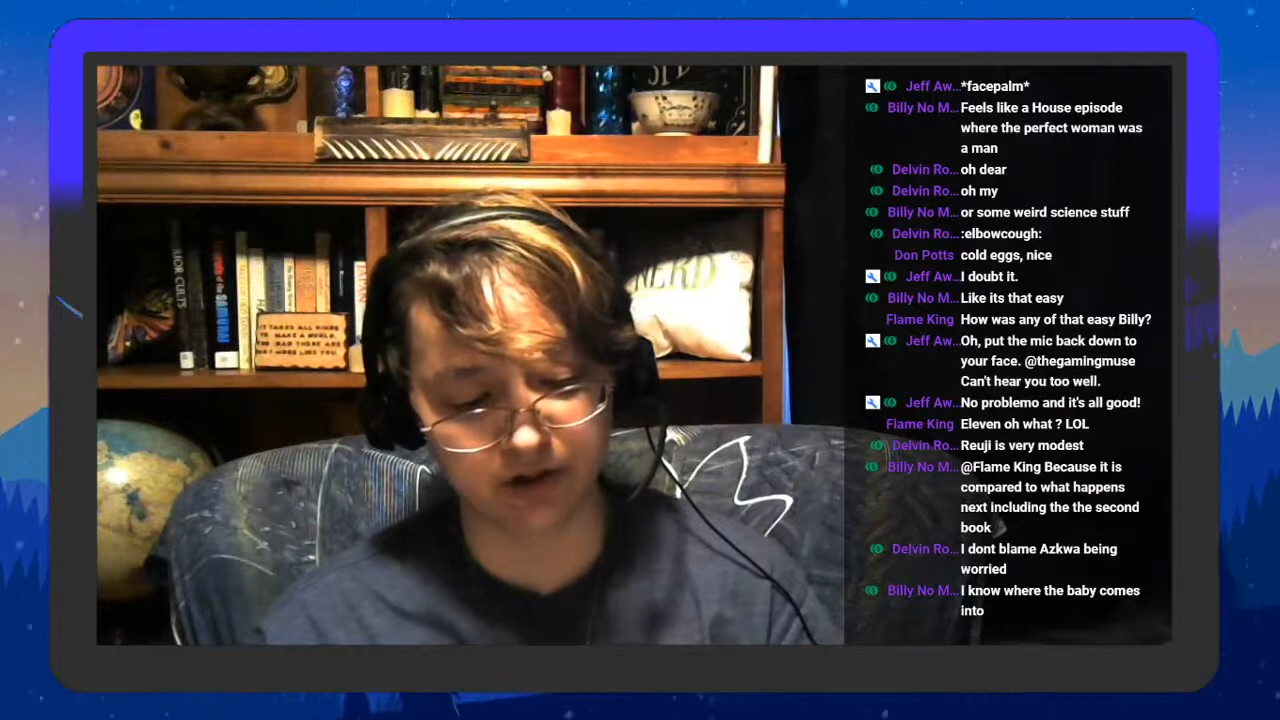 NERD
SAMURAI
IT TAKES ALL KINDS
TO MAKE A WORLD.
TOO BAD THERE ARE
NOT MORE LIKE YOU.
Jeff Aw... *facepalm*
Billy No M... Feels like a House episode
where the perfect woman was
a man
Delvin Ro... oh dear
Delvin Ro... oh my
Billy No M... or some weird science stuff
Delvin Ro... :elbowcough:
Don Potts cold eggs, nice
Jeff Aw... I doubt it.
Billy No M... Like its that easy
Flame King How was any of that easy Billy?
Jeff Aw... Oh, put the mic back down to
your face. @thegamingmuse
Can't hear you too well.
Jeff Aw... No problemo and it's all good!
Flame King Eleven oh what ? LOL
Delvin Ro... Reuji is very modest
Billy No M... @Flame King Because it is
compared to what happens
next including the the second
book
Delvin Ro... I dont blame Azkwa being
worried
Billy No M... I know where the baby comes
into